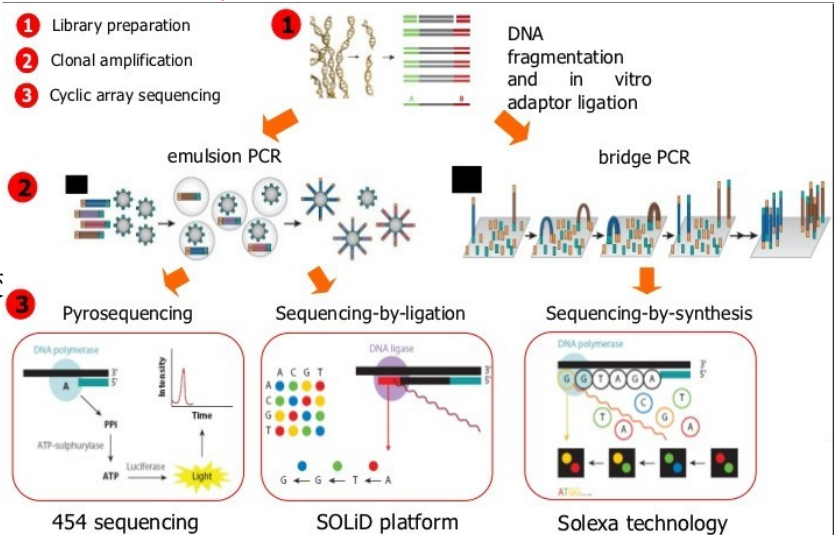 1 Library preparation
2 Clonal amplification
3 Cyclic array sequencing
1
A B
DNA
fragmentation
and in vitro
adaptor ligation
2
emulsion PCR
bridge PCR
3
Pyrosequencing
DNA polymerase
3'
5'
A
PPi
ATP-sulphurylase
ATP
Luciferase
Light
Intensity
Time
454 sequencing
Sequencing-by-ligation
A C G T
A
C
G
T
DNA ligase
3'
5'
G G T A
SOLiD platform
Sequencing-by-synthesis
DNA polymerase
3'
5'
G G T A G A
C T
T G
A A
ATGG....
Solexa technology